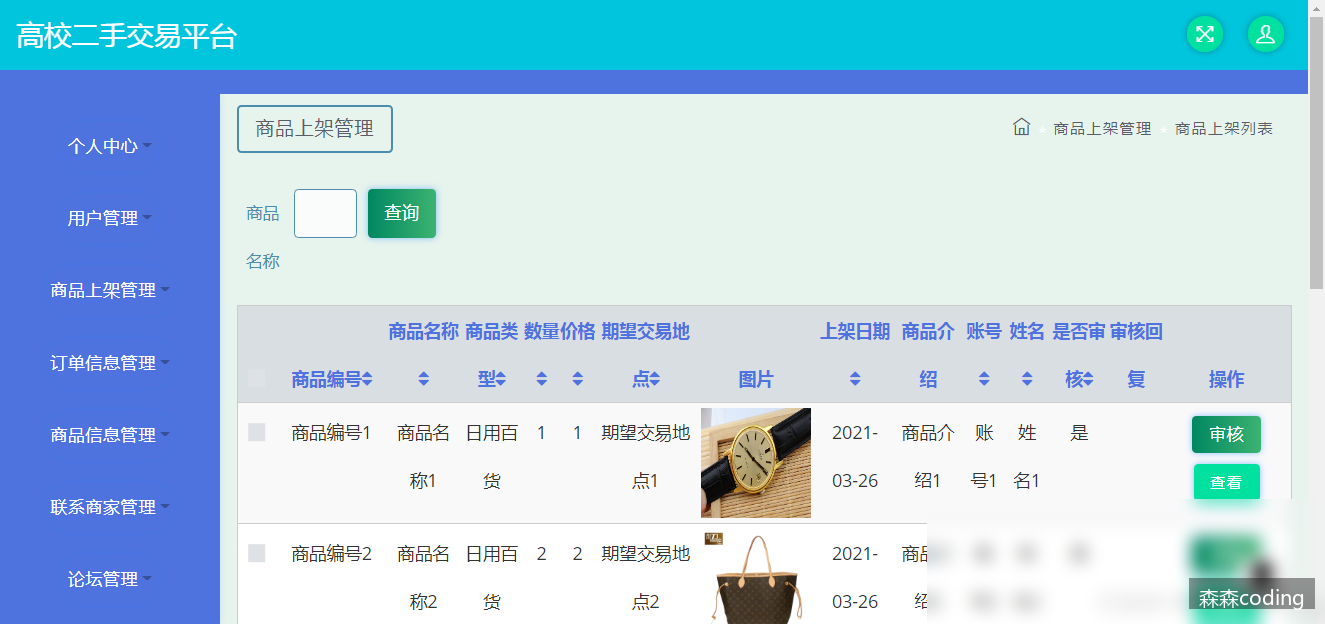 高校二手交易平台
个人中心
用户管理
商品上架管理
订单信息管理
商品信息管理
联系商家管理
论坛管理
商品上架管理
商品上架管理
商品上架列表
商品
名称
查询
商品名称 商品类 数量 价格 期望交易地 上架日期 商品介 账号 姓名 是否审 审核回
商品编号 型 点 图片 绍 核 复 操作
商品编号1 商品名 日用百 1 1 期望交易地 2021- 商品介 账 姓 是 审核
称1 货 点1 03-26 绍1 号1 名1 查看
商品编号2 商品名 日用百 2 2 期望交易地 2021- 商品
称2 货 点2 03-26 绍
森森coding